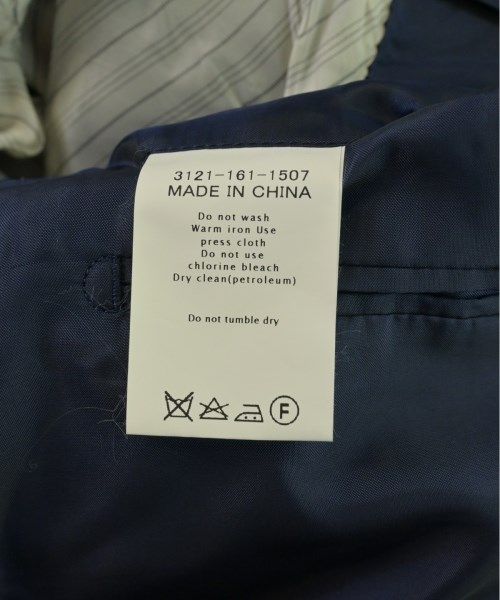 3121-161-1507
MADE IN CHINA
Do not wash
Warm iron Use
press cloth
Do not use
chlorine bleach
Dry clean(petroleum)
Do not tumble dry
F